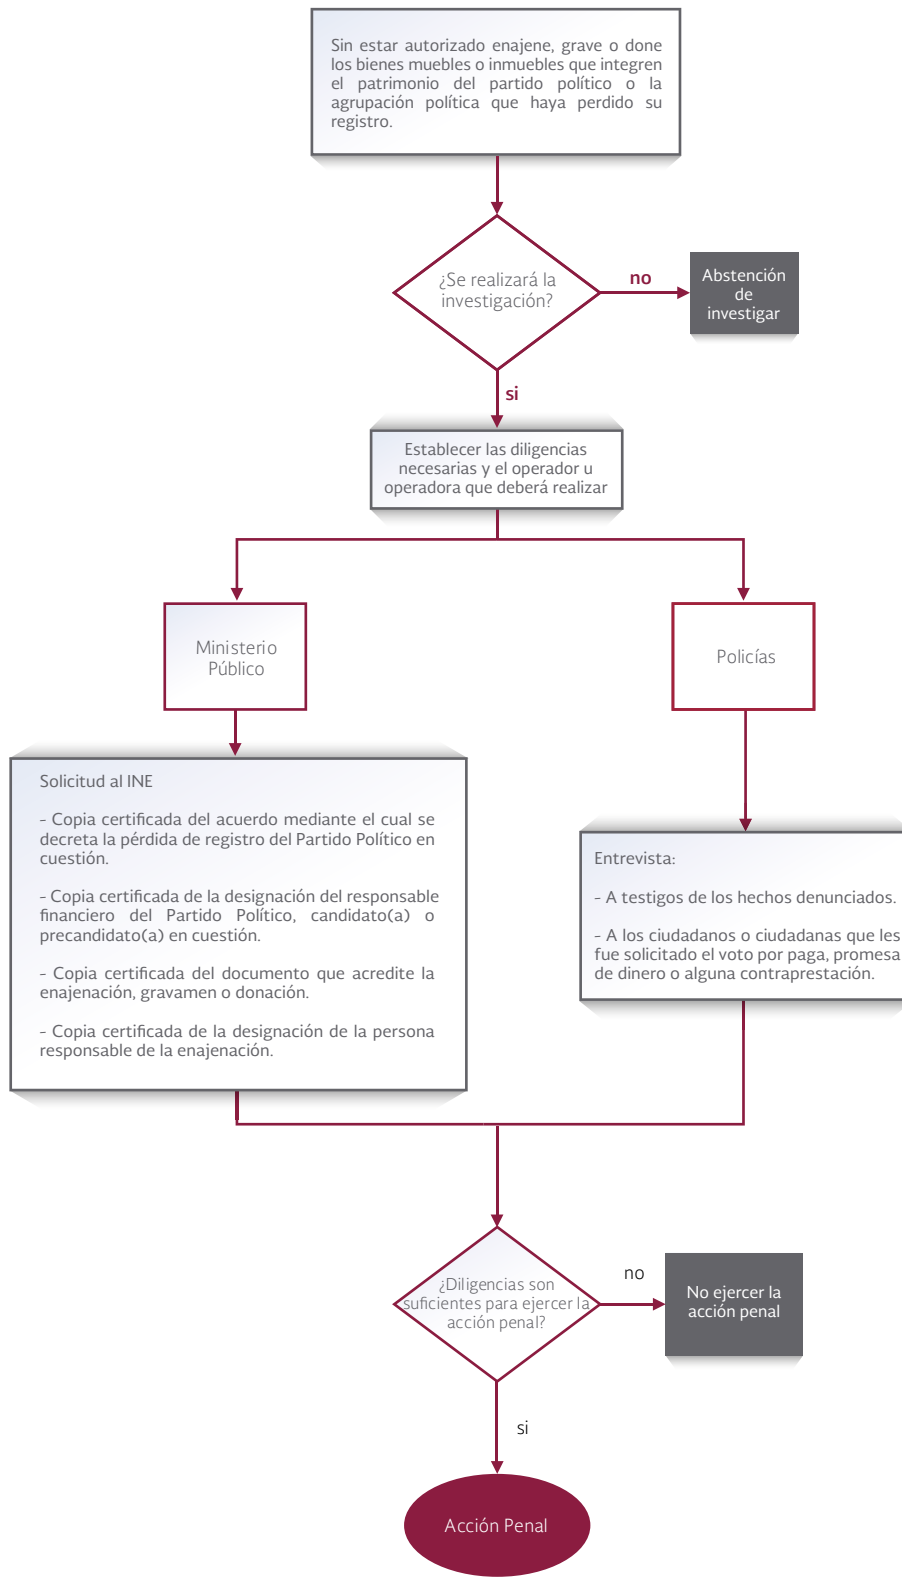 Sin estar autorizado enajene, grave o done
los bienes muebles o inmuebles que integren
el patrimonio del partido político o la
agrupación política que haya perdido su
registro.
¿Se realizará la
investigación?
no
Abstención
de
investigar
si
Establecer las diligencias
necesarias y el operador u
operadora que deberá realizar
Ministerio
Público
Policías
Solicitud al INE
- Copia certificada del acuerdo mediante el cual se
decreta la pérdida de registro del Partido Político en
cuestión.
- Copia certificada de la designación del responsable
financiero del Partido Político, candidato(a) o
precandidato(a) en cuestión.
- Copia certificada del documento que acredite la
enajenación, gravamen o donación.
- Copia certificada de la designación de la persona
responsable de la enajenación.
Entrevista:
- A testigos de los hechos denunciados.
- A los ciudadanos o ciudadanas que les
fue solicitado el voto por paga, promesa
de dinero o alguna contraprestación.
¿Diligencias son
suficientes para ejercer la
acción penal?
no
No ejercer la
acción penal
si
Acción Penal